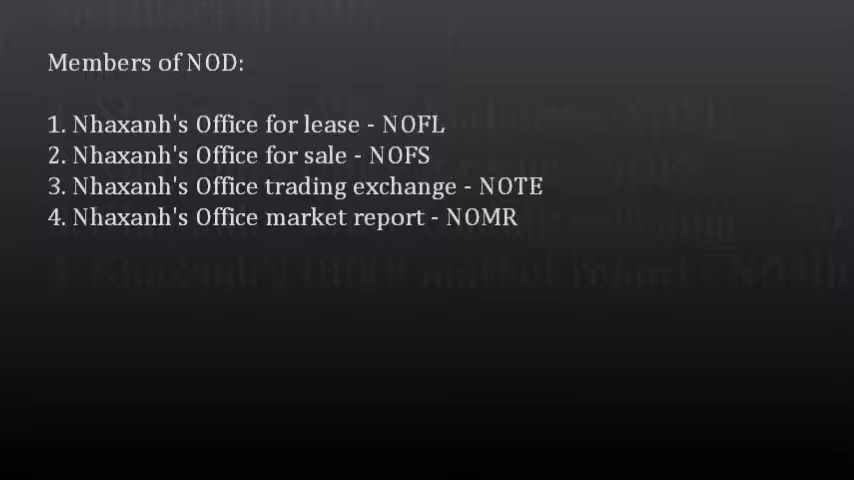 Members of NOD:
1. Nhaxanh's Office for lease - NOFL
2. Nhaxanh's Office for sale - NOFS
3. Nhaxanh's Office trading exchange - NOTE
4. Nhaxanh's Office market report - NOMR